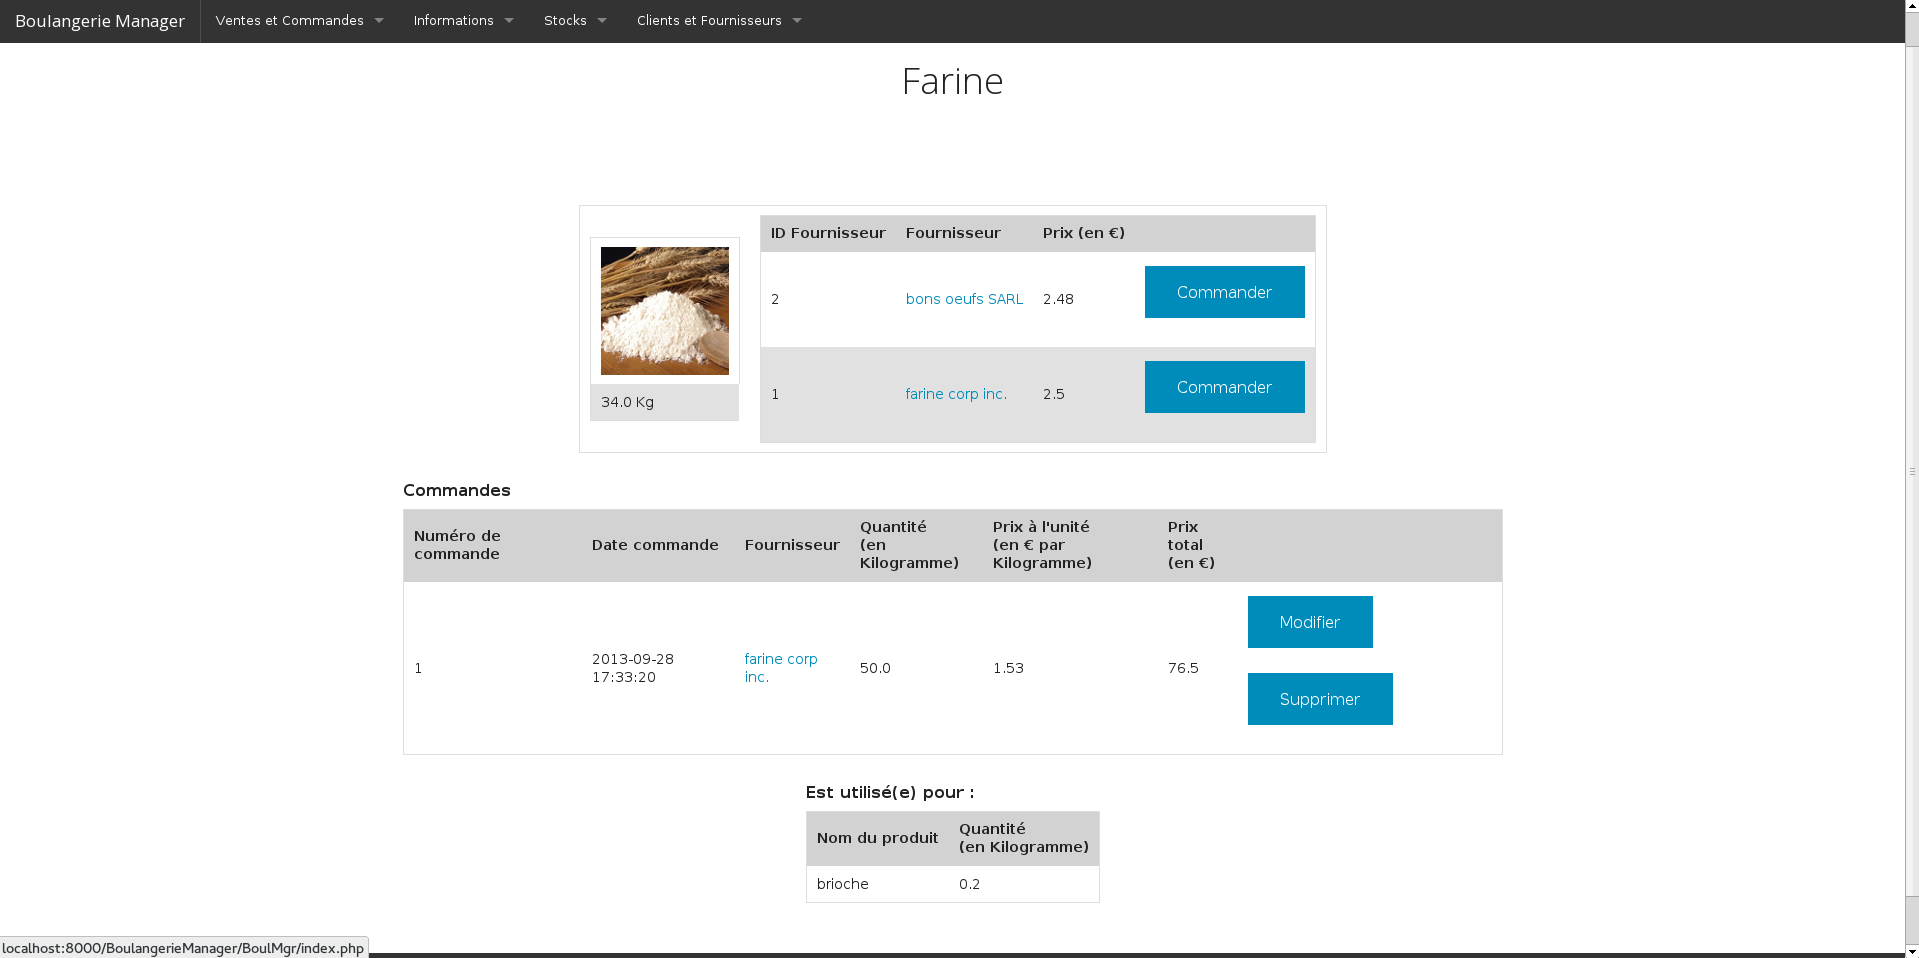 Boulangerie Manager Ventes et Commandes Informations Stocks Clients et Fournisseurs
Farine
ID Fournisseur Fournisseur Prix (en €)
2 bons oeufs SARL 2.48 Commander
1 farine corp inc. 2.5 Commander
34.0 Kg
Commandes
Numéro de
commande
Date commande
Fournisseur
Quantité
(en
Kilogramme)
Prix à l'unité
(en € par
Kilogramme)
Prix
total
(en €)
1
2013-09-28
17:33:20
farine corp
inc.
50.0
1.53
76.5
Modifier
Supprimer
Est utilisé(e) pour :
Nom du produit
Quantité
(en Kilogramme)
brioche 0.2
localhost:8000/BoulangerieManager/BoulMgr/index.php